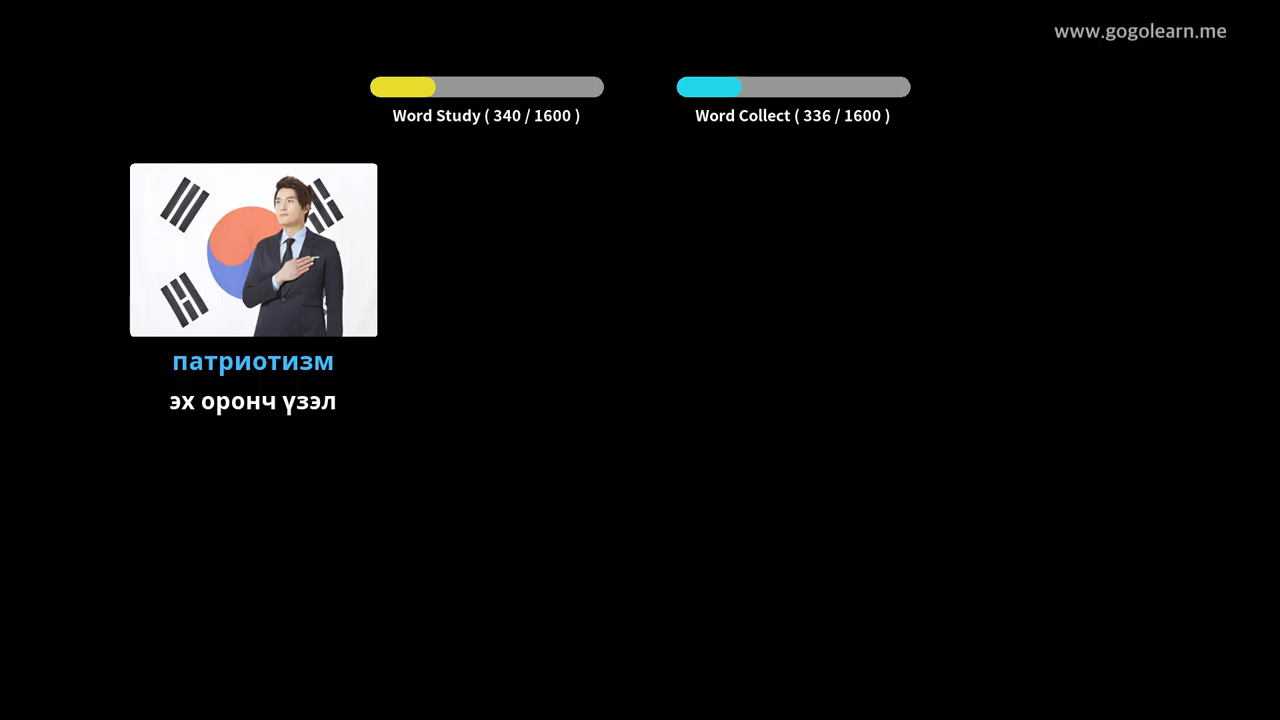 www.gogolearn.me
Word Study ( 340 / 1600 )
Word Collect ( 336 / 1600 )
патриотизм
эх оронч үзэл